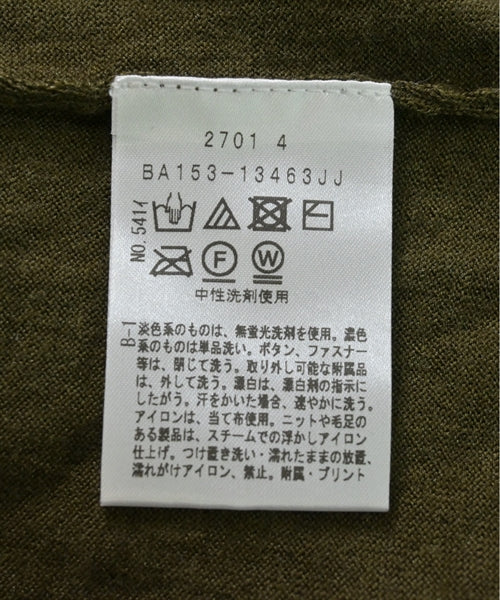 2701 4
BA153-13463JJ
NO.541イ
F
W
中性洗剤使用
B-1
淡色系のものは、無蛍光洗剤を使用。濃色
系のものは単品洗い。ボタン、ファスナー
等は、閉じて洗う。取り外し可能な附属品
は、外して洗う。漂白は、漂白剤の指示に
したがう。汗をかいた場合、速やかに洗う。
アイロンは、当て布使用。ニットや毛足の
ある製品は、スチームでの浮かしアイロン
仕上げ。つけ置き洗い・濡れたままの放置、
濡れがけアイロン、禁止。附属・プリント